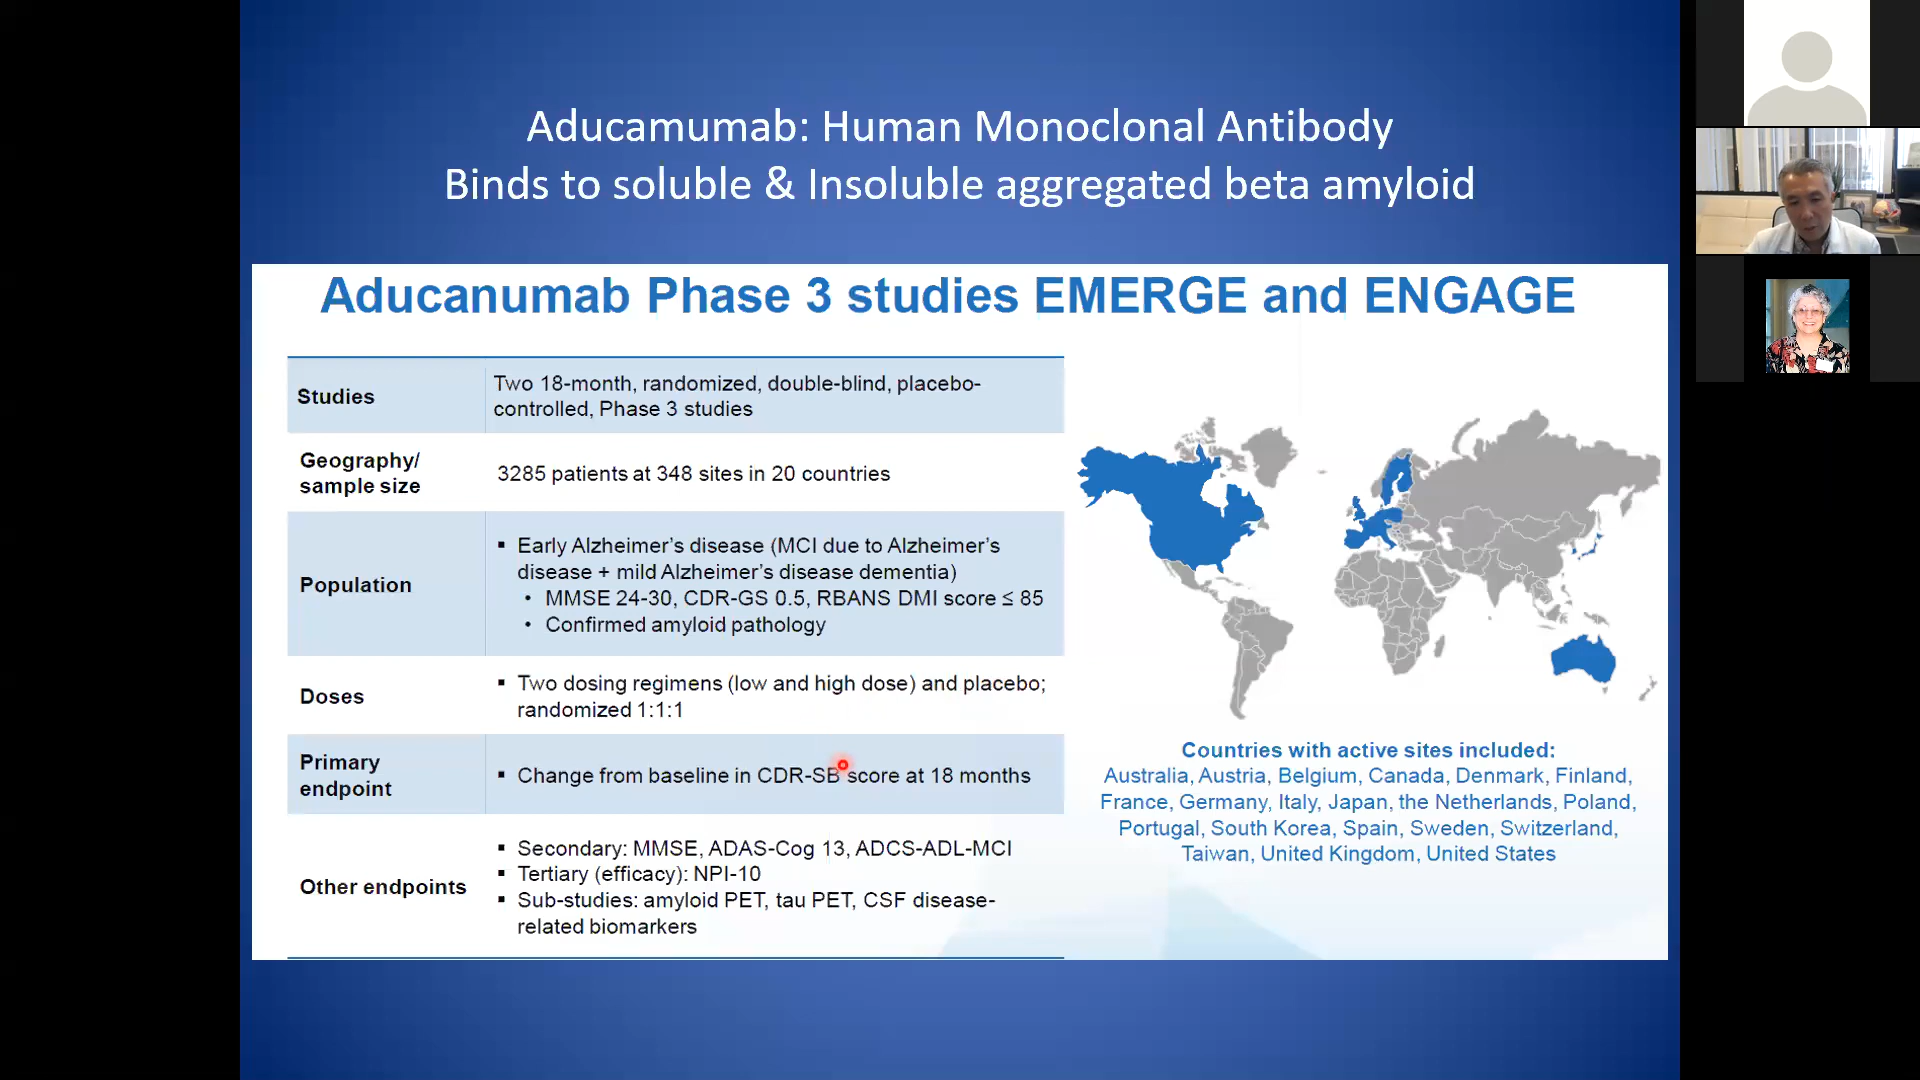 Aducamumab: Human Monoclonal Antibody
Binds to soluble & Insoluble aggregated beta amyloid
Aducanumab Phase 3 studies EMERGE and ENGAGE
Studies
Two 18-month, randomized, double-blind, placebo-
controlled, Phase 3 studies
Geography/
sample size
3285 patients at 348 sites in 20 countries
Population
▪ Early Alzheimer’s disease (MCI due to Alzheimer’s
disease + mild Alzheimer’s disease dementia)
• MMSE 24-30, CDR-GS 0.5, RBANS DMI score ≤ 85
• Confirmed amyloid pathology
Doses
▪ Two dosing regimens (low and high dose) and placebo;
randomized 1:1:1
Primary
endpoint
▪ Change from baseline in CDR-SB score at 18 months
Other endpoints
▪ Secondary: MMSE, ADAS-Cog 13, ADCS-ADL-MCI
▪ Tertiary (efficacy): NPI-10
▪ Sub-studies: amyloid PET, tau PET, CSF disease-
related biomarkers
Countries with active sites included:
Australia, Austria, Belgium, Canada, Denmark, Finland,
France, Germany, Italy, Japan, the Netherlands, Poland,
Portugal, South Korea, Spain, Sweden, Switzerland,
Taiwan, United Kingdom, United States